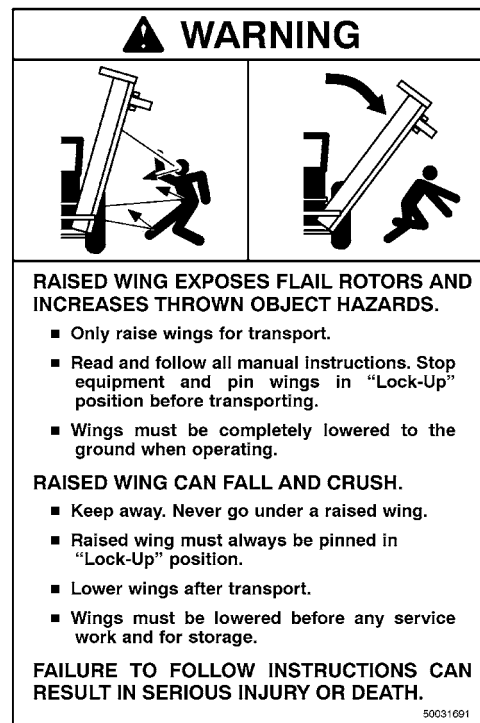 WARNING
RAISED WING EXPOSES FLAIL ROTORS AND
INCREASES THROWN OBJECT HAZARDS.
■ Only raise wings for transport.
■ Read and follow all manual instructions. Stop
equipment and pin wings in “Lock-Up”
position before transporting.
■ Wings must be completely lowered to the
ground when operating.
RAISED WING CAN FALL AND CRUSH.
■ Keep away. Never go under a raised wing.
■ Raised wing must always be pinned in
“Lock-Up” position.
■ Lower wings after transport.
■ Wings must be lowered before any service
work and for storage.
FAILURE TO FOLLOW INSTRUCTIONS CAN
RESULT IN SERIOUS INJURY OR DEATH.
50031691